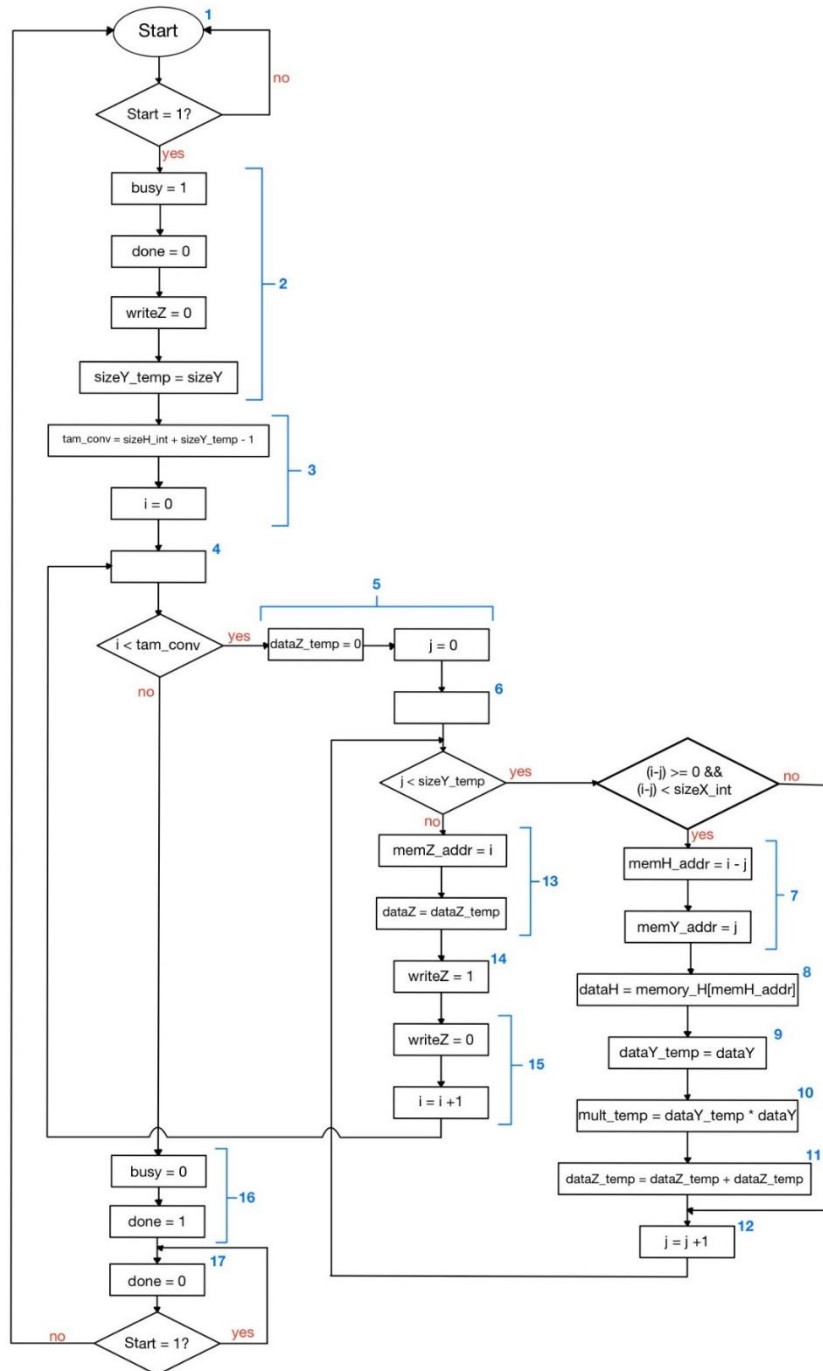 1
Start
no
Start = 1?
yes
busy = 1
done = 0
2
writeZ = 0
sizeY_temp = sizeY
tam_conv = sizeH_int + sizeY_temp - 1
3
i = 0
4
5
i < tam_conv
yes
dataZ_temp = 0
j = 0
no
6
j < sizeY_temp
yes
(i-j) >= 0 &&
(i-j) < sizeX_int
no
no
yes
memZ_addr = i
13
dataZ = dataZ_temp
14
writeZ = 1
writeZ = 0
15
i = i +1
memH_addr = i - j
7
memY_addr = j
8
dataH = memory_H[memH_addr]
9
dataY_temp = dataY
10
mult_temp = dataY_temp * dataY
11
dataZ_temp = dataZ_temp + dataZ_temp
12
j = j +1
busy = 0
16
done = 1
17
done = 0
no
Start = 1?
yes